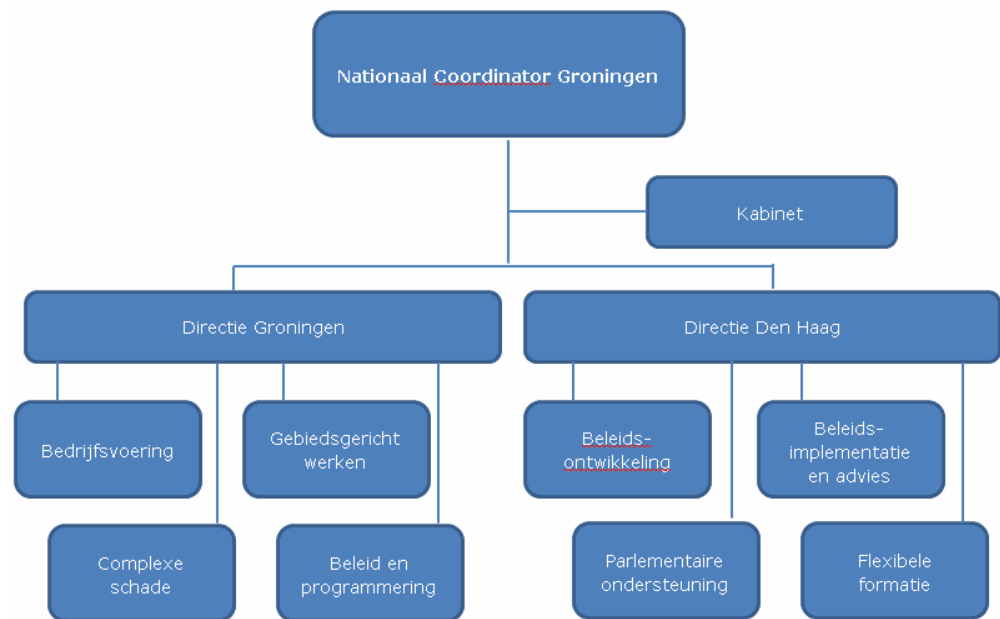 Nationaal Coordinator Groningen
Kabinet
Directie Groningen
Directie Den Haag
Bedrijfsvoering
Gebiedsgericht
werken
Beleids-
ontwikkeling
Beleids-
implementatie
en advies
Complexe
schade
Beleid en
programmering
Parlementaire
ondersteuning
Flexibele
formatie